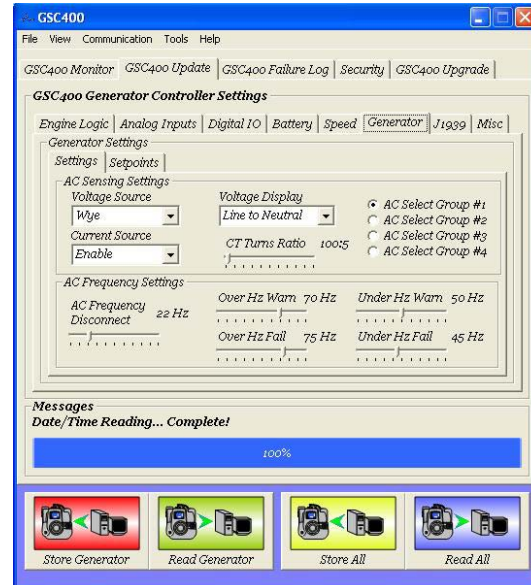 GSC400
File View Communication Tools Help
GSC400 Monitor GSC400 Update GSC400 Failure Log Security GSC400 Upgrade
GSC400 Generator Controller Settings
Engine Logic Analog Inputs Digital IO Battery Speed Generator J1939 Misc
Generator Settings
Settings Setpoints
AC Sensing Settings
Voltage Source
Wye
Voltage Display
Line to Neutral
AC Select Group #1
AC Select Group #2
AC Select Group #3
AC Select Group #4
Current Source
Enable
CT Turns Ratio 100:5
AC Frequency Settings
AC Frequency Disconnect 22 Hz
Over Hz Warn 70 Hz
Under Hz Warn 50 Hz
Over Hz Fail 75 Hz
Under Hz Fail 45 Hz
Messages
Date/Time Reading... Complete!
100%
Store Generator Read Generator Store All Read All